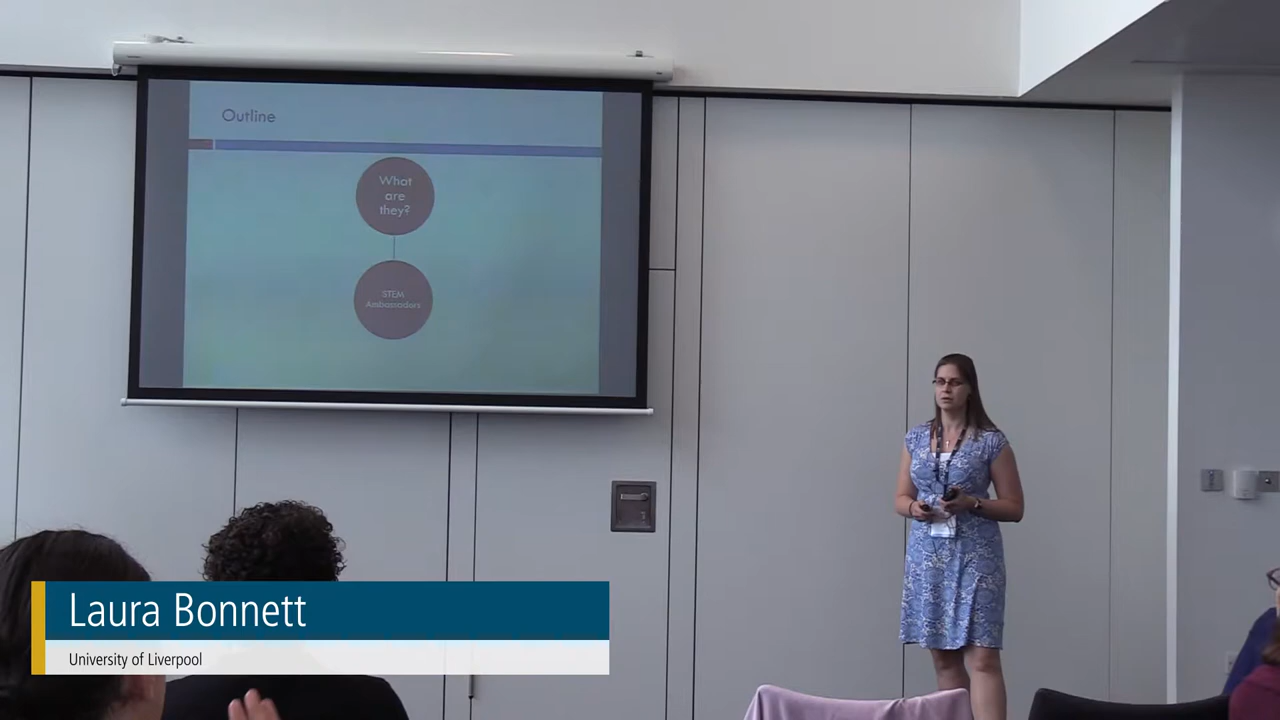 Outline
What
are
they?
STEM
Ambassadors
Laura Bonnett
University of Liverpool